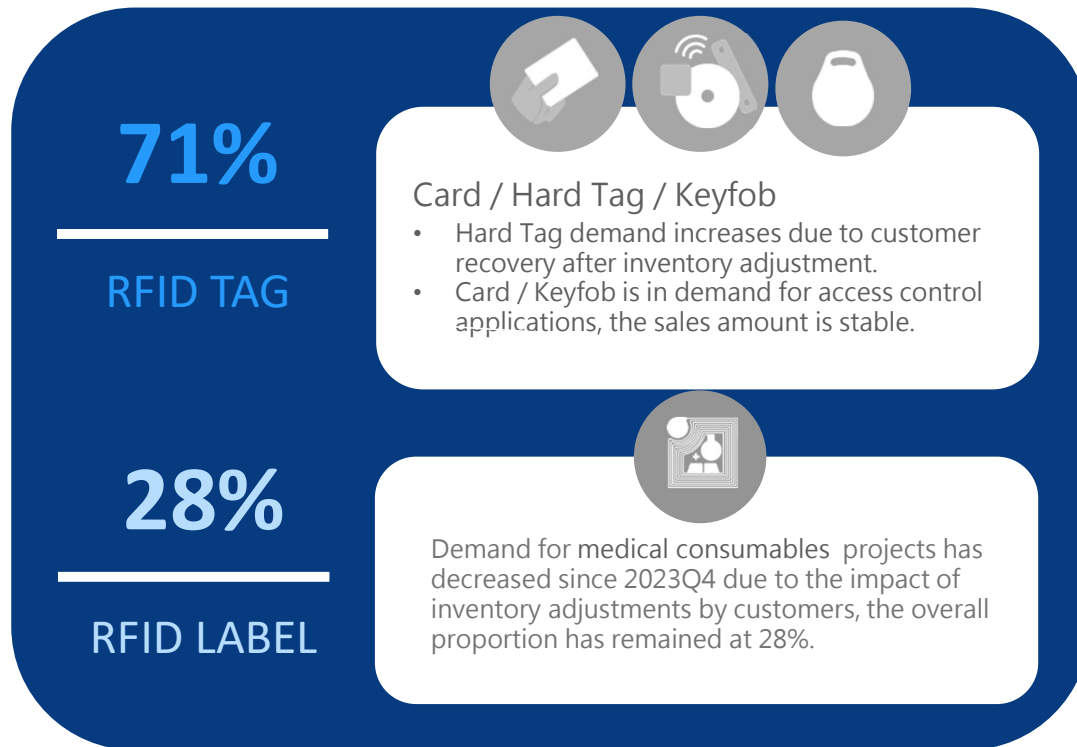 71%
RFID TAG
Card / Hard Tag / Keyfob
• Hard Tag demand increases due to customer
recovery after inventory adjustment.
• Card / Keyfob is in demand for access control
applications, the sales amount is stable.
28%
RFID LABEL
Demand for medical consumables projects has
decreased since 2023Q4 due to the impact of
inventory adjustments by customers, the overall
proportion has remained at 28%.